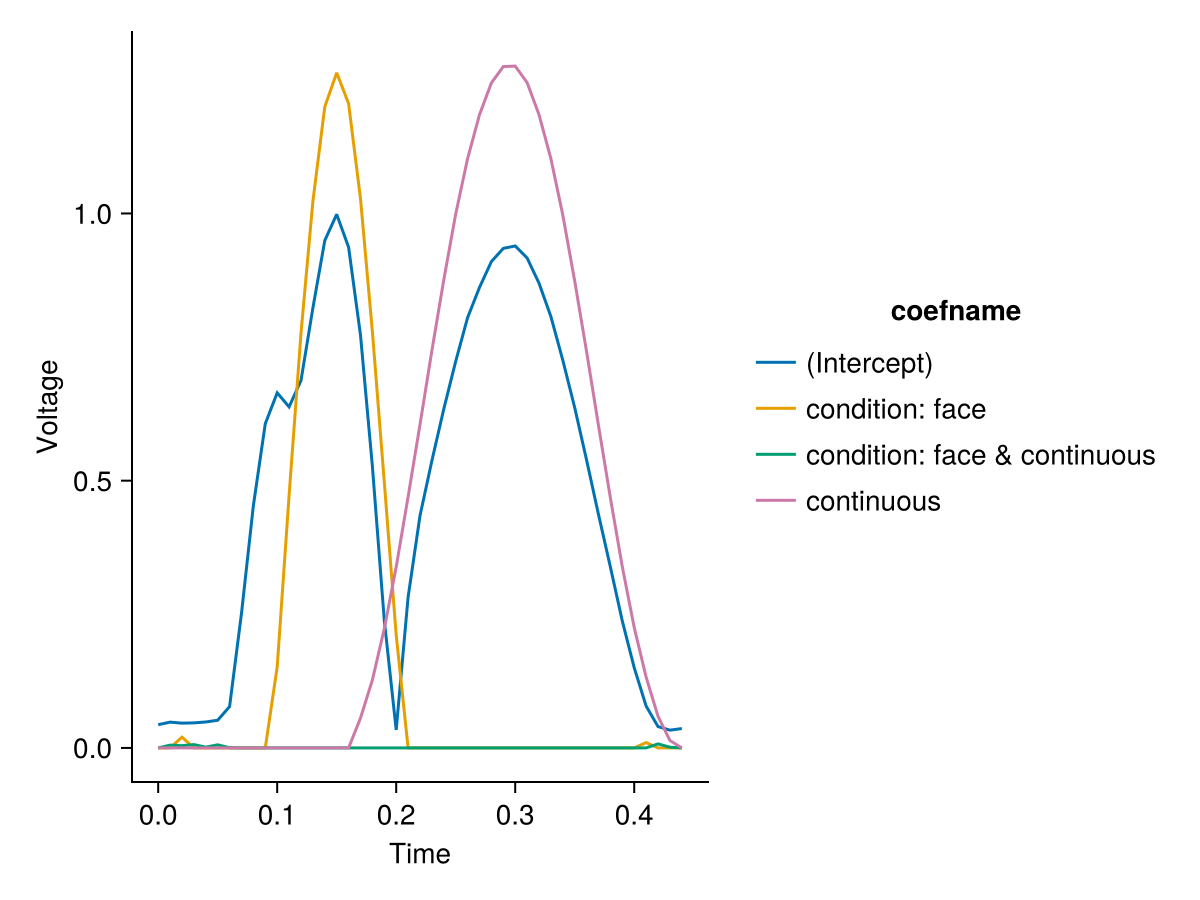 Voltage
1.0
0.5
0.0
0.0 0.1 0.2 0.3 0.4
Time
coefname
(Intercept)
condition: face
condition: face & continuous
continuous